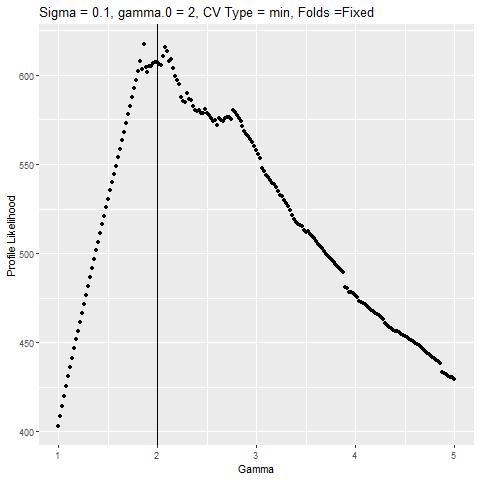 Sigma = 0.1, gamma.0 = 2, CV Type = min, Folds =Fixed
Profile Likelihood
600
550
500
450
400
1 2 3 4 5
Gamma